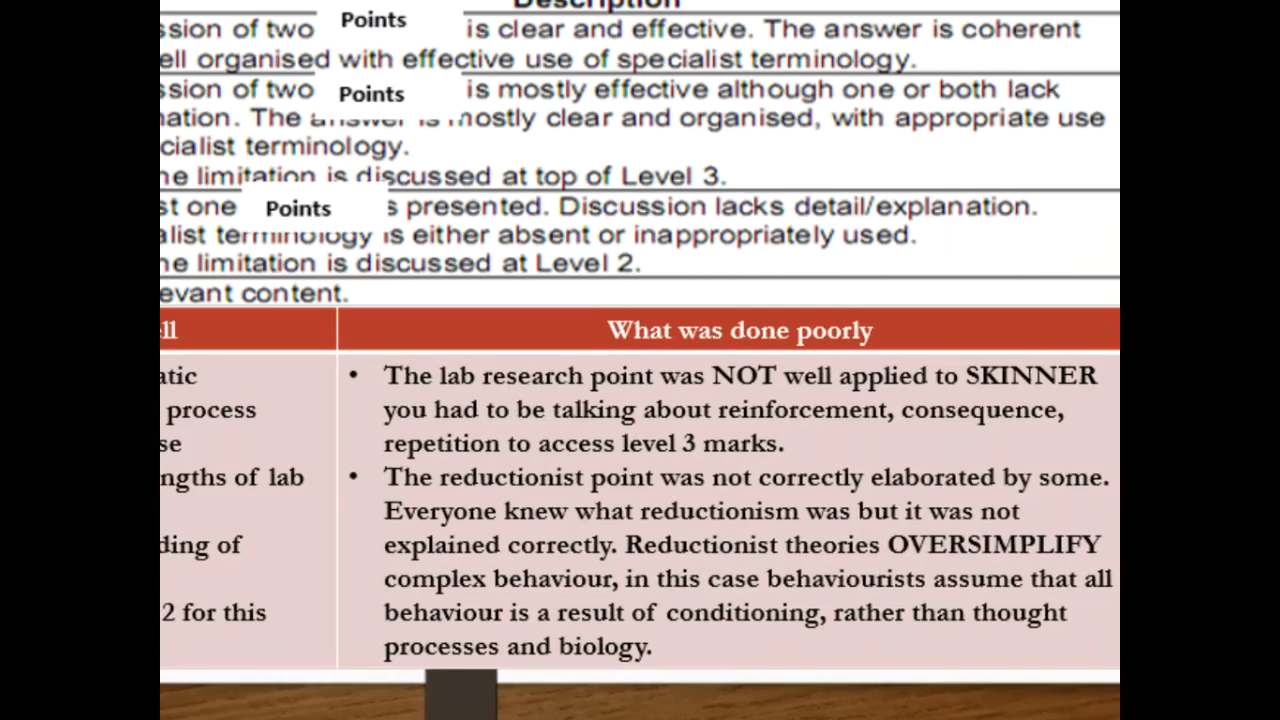 Description
ssion of two Points is clear and effective. The answer is coherent
ell organised with effective use of specialist terminology.
ssion of two Points is mostly effective although one or both lack
nation. The answer is mostly clear and organised, with appropriate use
cialist terminology.
ne limitation is discussed at top of Level 3.
st one Points s presented. Discussion lacks detail/explanation.
alist terminology is either absent or inappropriately used.
ne limitation is discussed at Level 2.
evant content.
ll What was done poorly
atic • The lab research point was NOT well applied to SKINNER
process you had to be talking about reinforcement, consequence,
se repetition to access level 3 marks.
ngths of lab • The reductionist point was not correctly elaborated by some.
Everyone knew what reductionism was but it was not
ding of explained correctly. Reductionist theories OVERSIMPLIFY
complex behaviour, in this case behaviourists assume that all
2 for this behaviour is a result of conditioning, rather than thought
processes and biology.